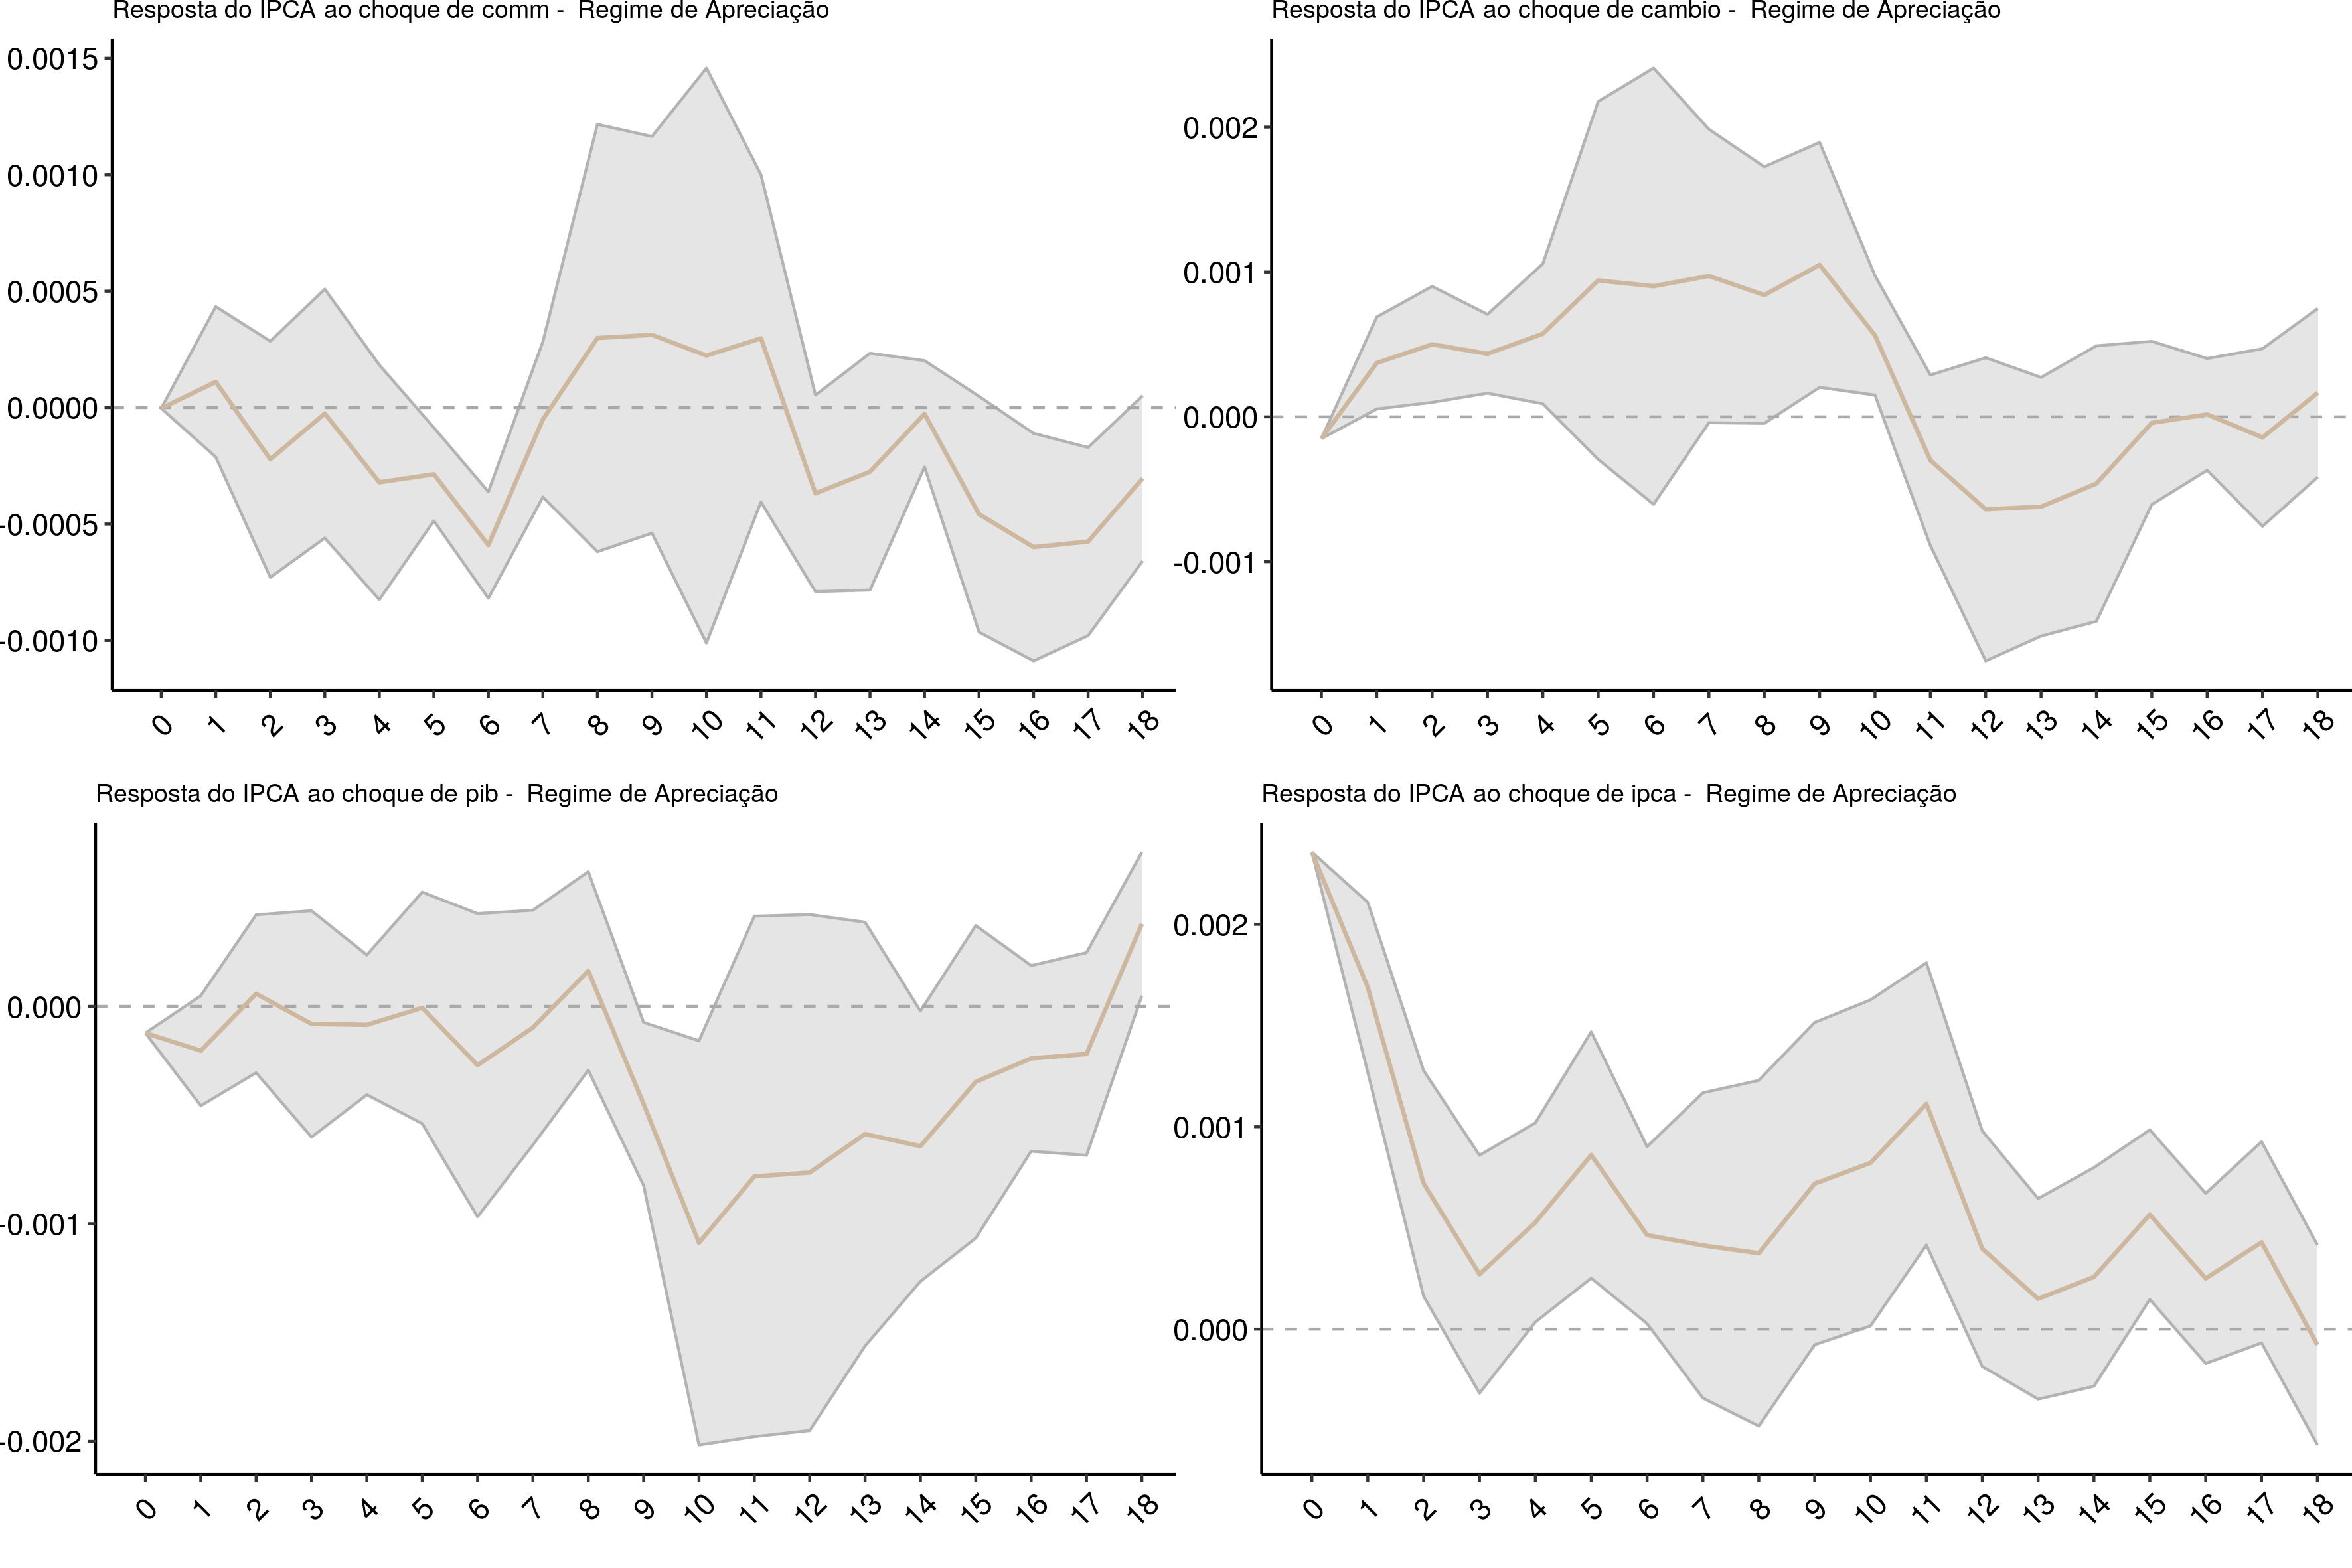 Resposta do IPCA ao choque de comm -  Regime de Apreciação
0.0015
0.0010
0.0005
0.0000
-0.0005
-0.0010
0 1 2 3 4 5 6 7 8 9 10 11 12 13 14 15 16 17 18
Resposta do IPCA ao choque de cambio -  Regime de Apreciação
0.002
0.001
0.000
-0.001
0 1 2 3 4 5 6 7 8 9 10 11 12 13 14 15 16 17 18
Resposta do IPCA ao choque de pib -  Regime de Apreciação
0.000
-0.001
-0.002
0 1 2 3 4 5 6 7 8 9 10 11 12 13 14 15 16 17 18
Resposta do IPCA ao choque de ipca -  Regime de Apreciação
0.002
0.001
0.000
0 1 2 3 4 5 6 7 8 9 10 11 12 13 14 15 16 17 18